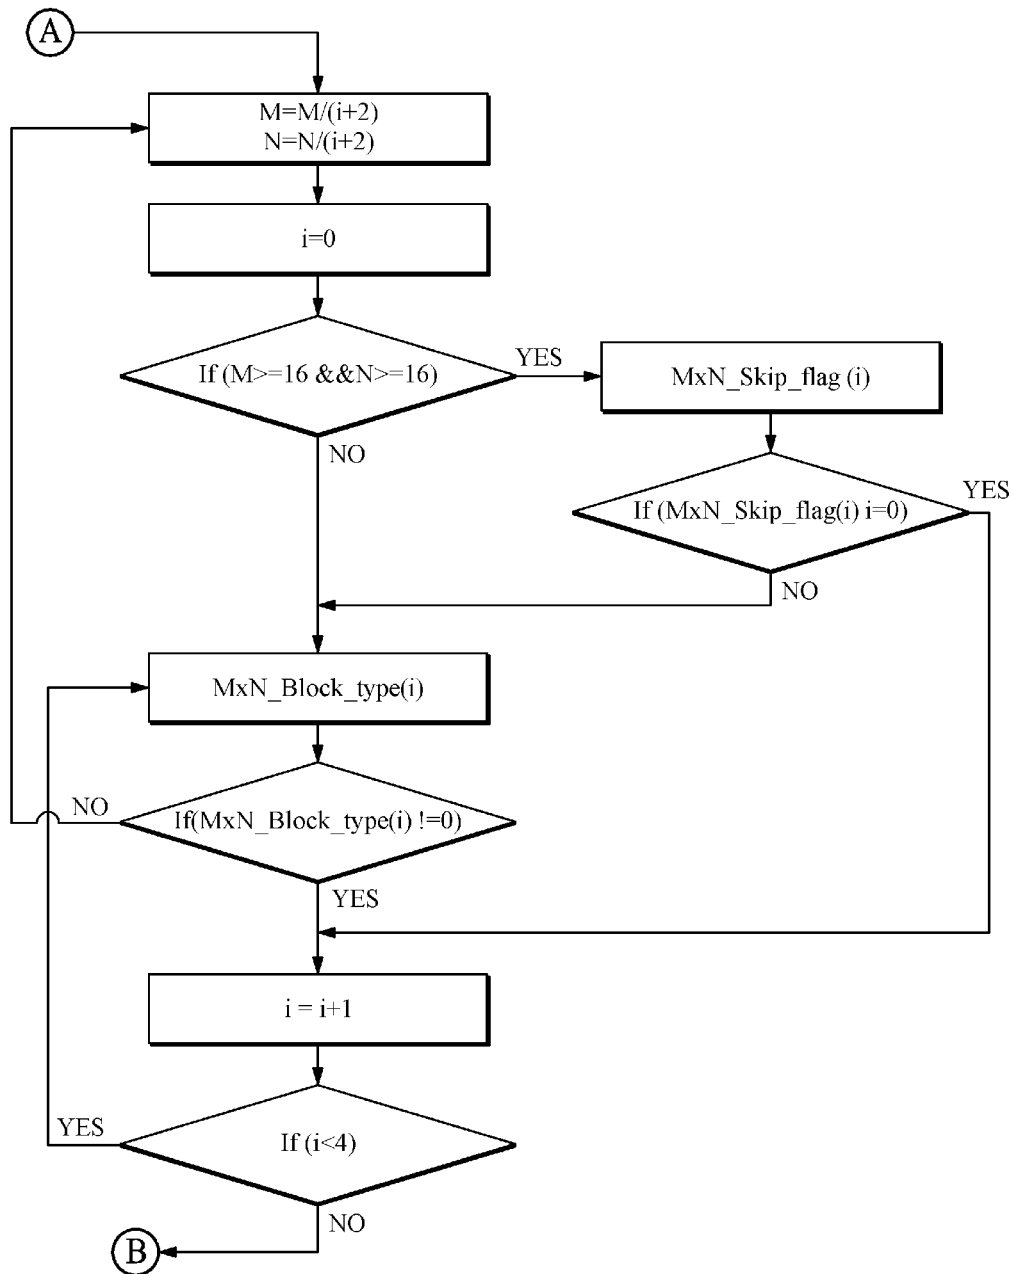 A
M=M/(i+2)
N=N/(i+2)
i=0
If (M>=16 &&N>=16)
YES
MxN_Skip_flag (i)
NO
If (MxN_Skip_flag(i) i=0)
YES
NO
MxN_Block_type(i)
NO
If(MxN_Block_type(i) !=0)
YES
i = i+1
YES
If (i<4)
NO
B